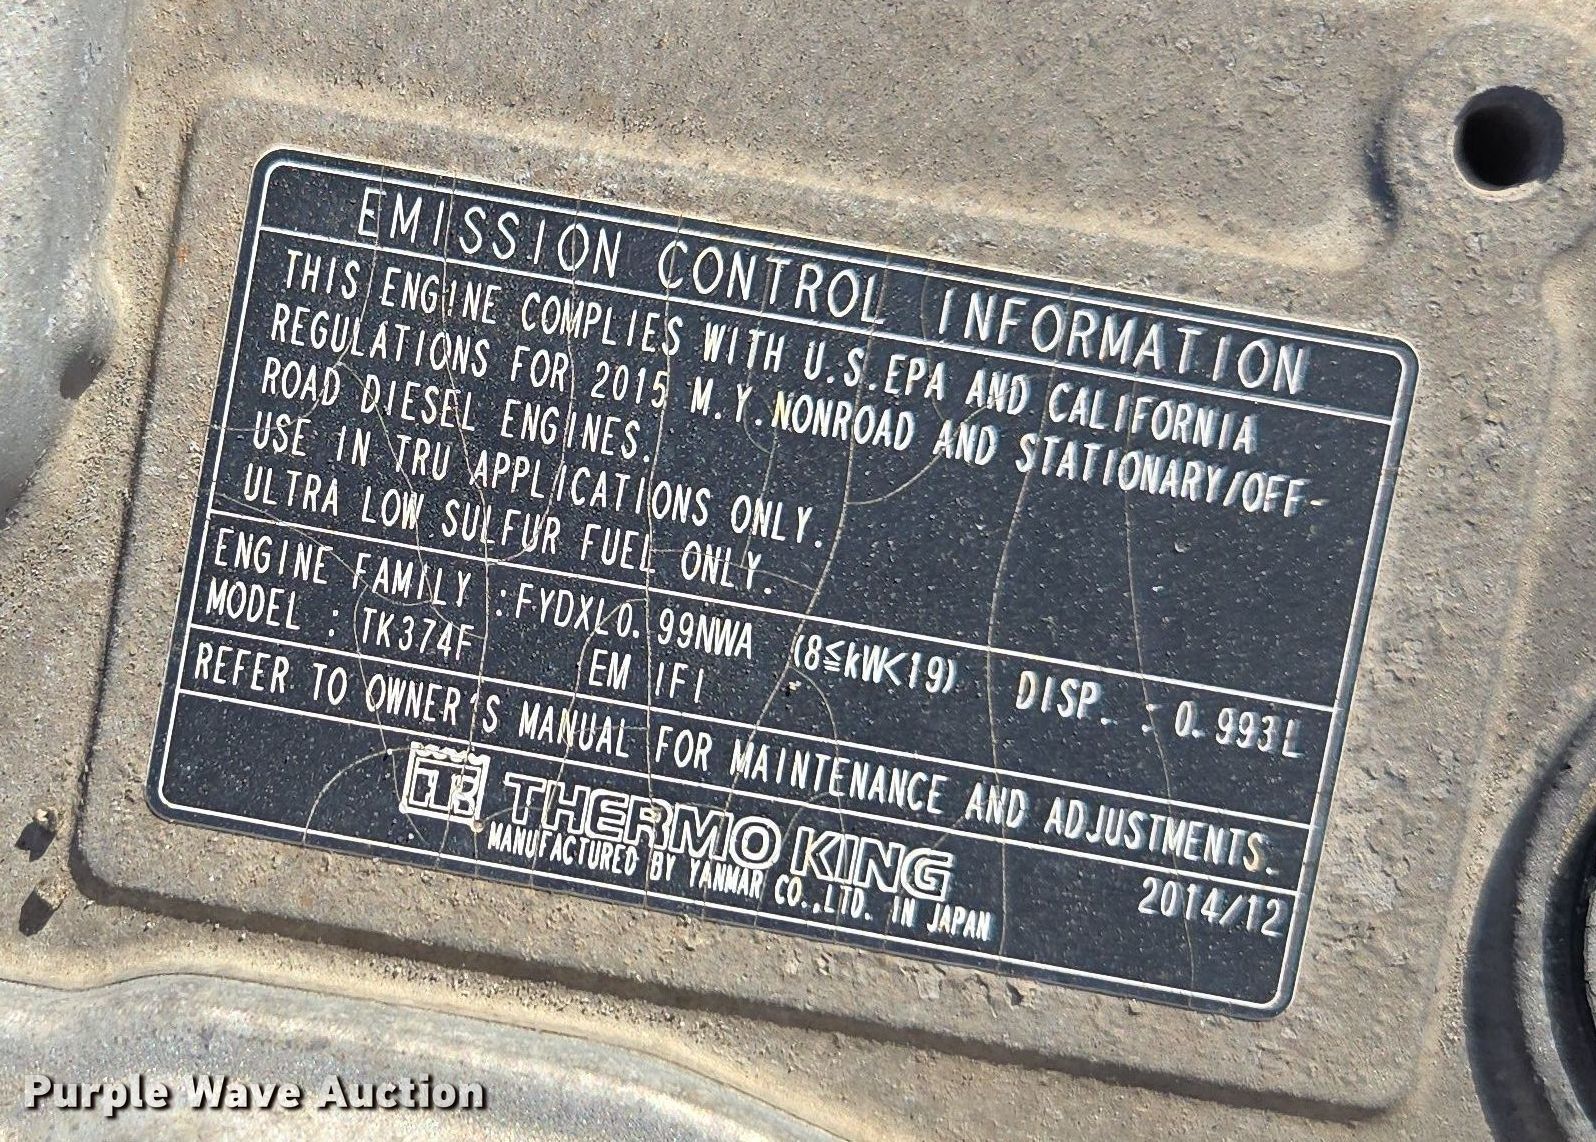 EMISSION CONTROL INFORMATION
THIS ENGINE COMPLIES WITH U.S.EPA AND CALIFORNIA
REGULATIONS FOR 2015 M.Y.NONROAD AND STATIONARY/OFF-
ROAD DIESEL ENGINES.
USE IN TRU APPLICATIONS ONLY.
ULTRA LOW SULFUR FUEL ONLY.
ENGINE FAMILY :FYDXL0.99NWA (8≦kW<19) DISP. :0.993L
MODEL : TK374F EM IFI
REFER TO OWNER'S MANUAL FOR MAINTENANCE AND ADJUSTMENTS.
TK THERMO KING 2014/12
MANUFACTURED BY YANMAR CO.,LTD. IN JAPAN
Purple Wave Auction